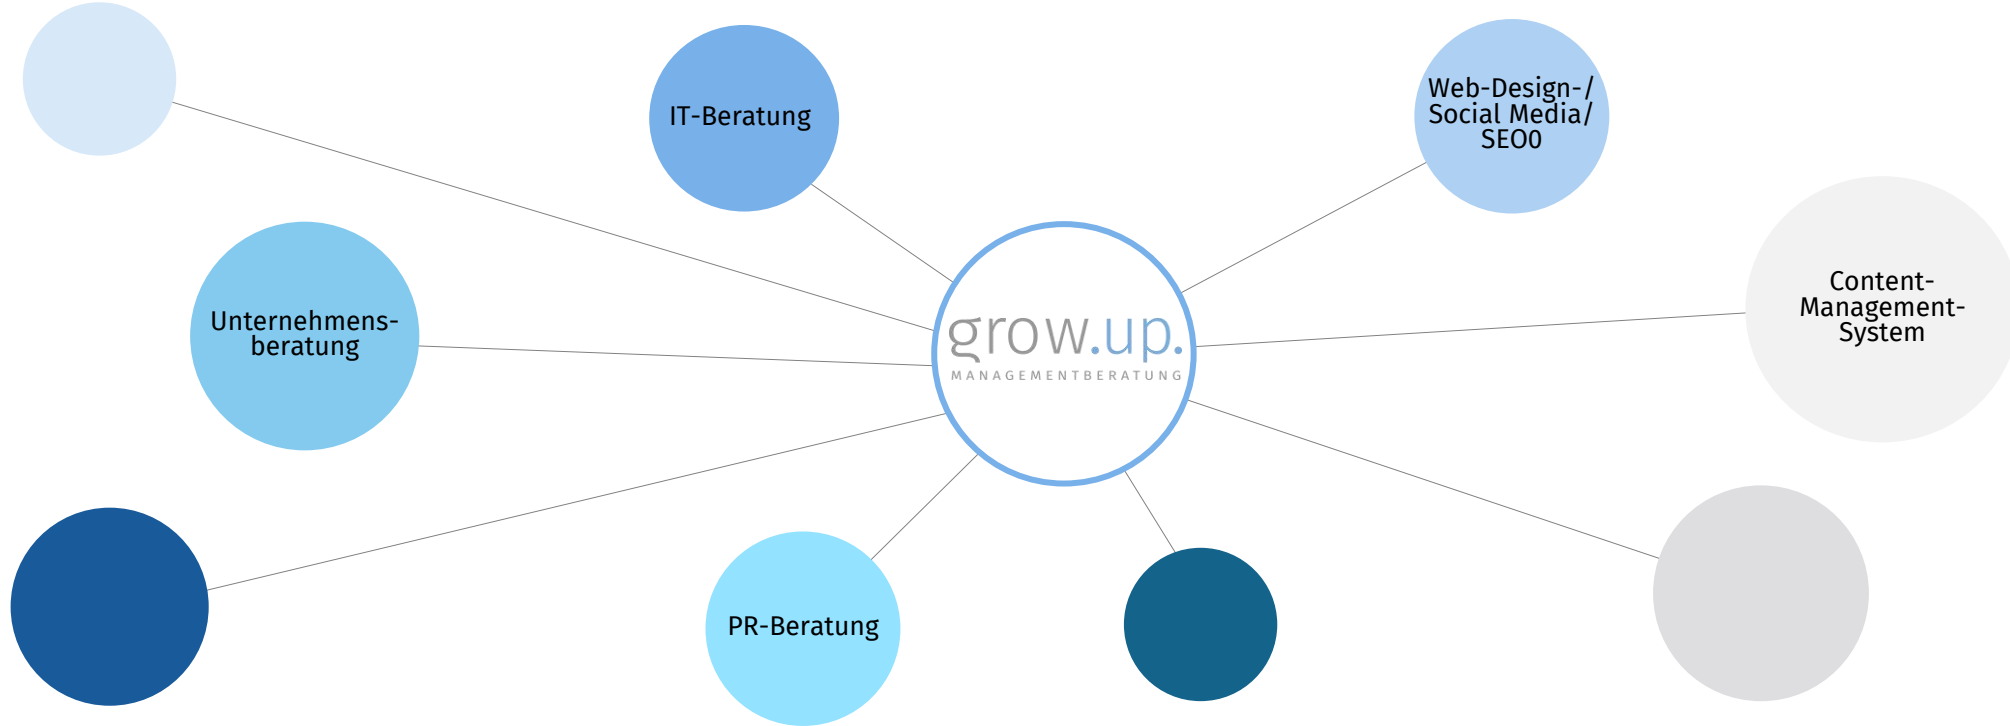 IT-Beratung
Web-Design-/
Social Media/
SEO0
Unternehmens-
beratung
grow.up.
MANAGEMENTBERATUNG
Content-
Management-
System
PR-Beratung